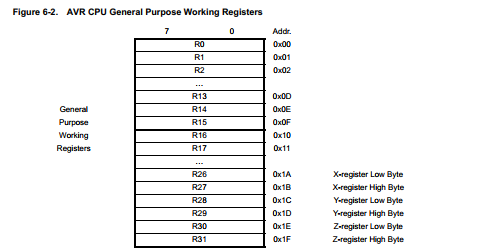 Figure 6-2. AVR CPU General Purpose Working Registers
7 0 Addr.
R0 0x00
R1 0x01
R2 0x02
...
R13 0x0D
General R14 0x0E
Purpose R15 0x0F
Working R16 0x10
Registers R17 0x11
...
R26 0x1A X-register Low Byte
R27 0x1B X-register High Byte
R28 0x1C Y-register Low Byte
R29 0x1D Y-register High Byte
R30 0x1E Z-register Low Byte
R31 0x1F Z-register High Byte